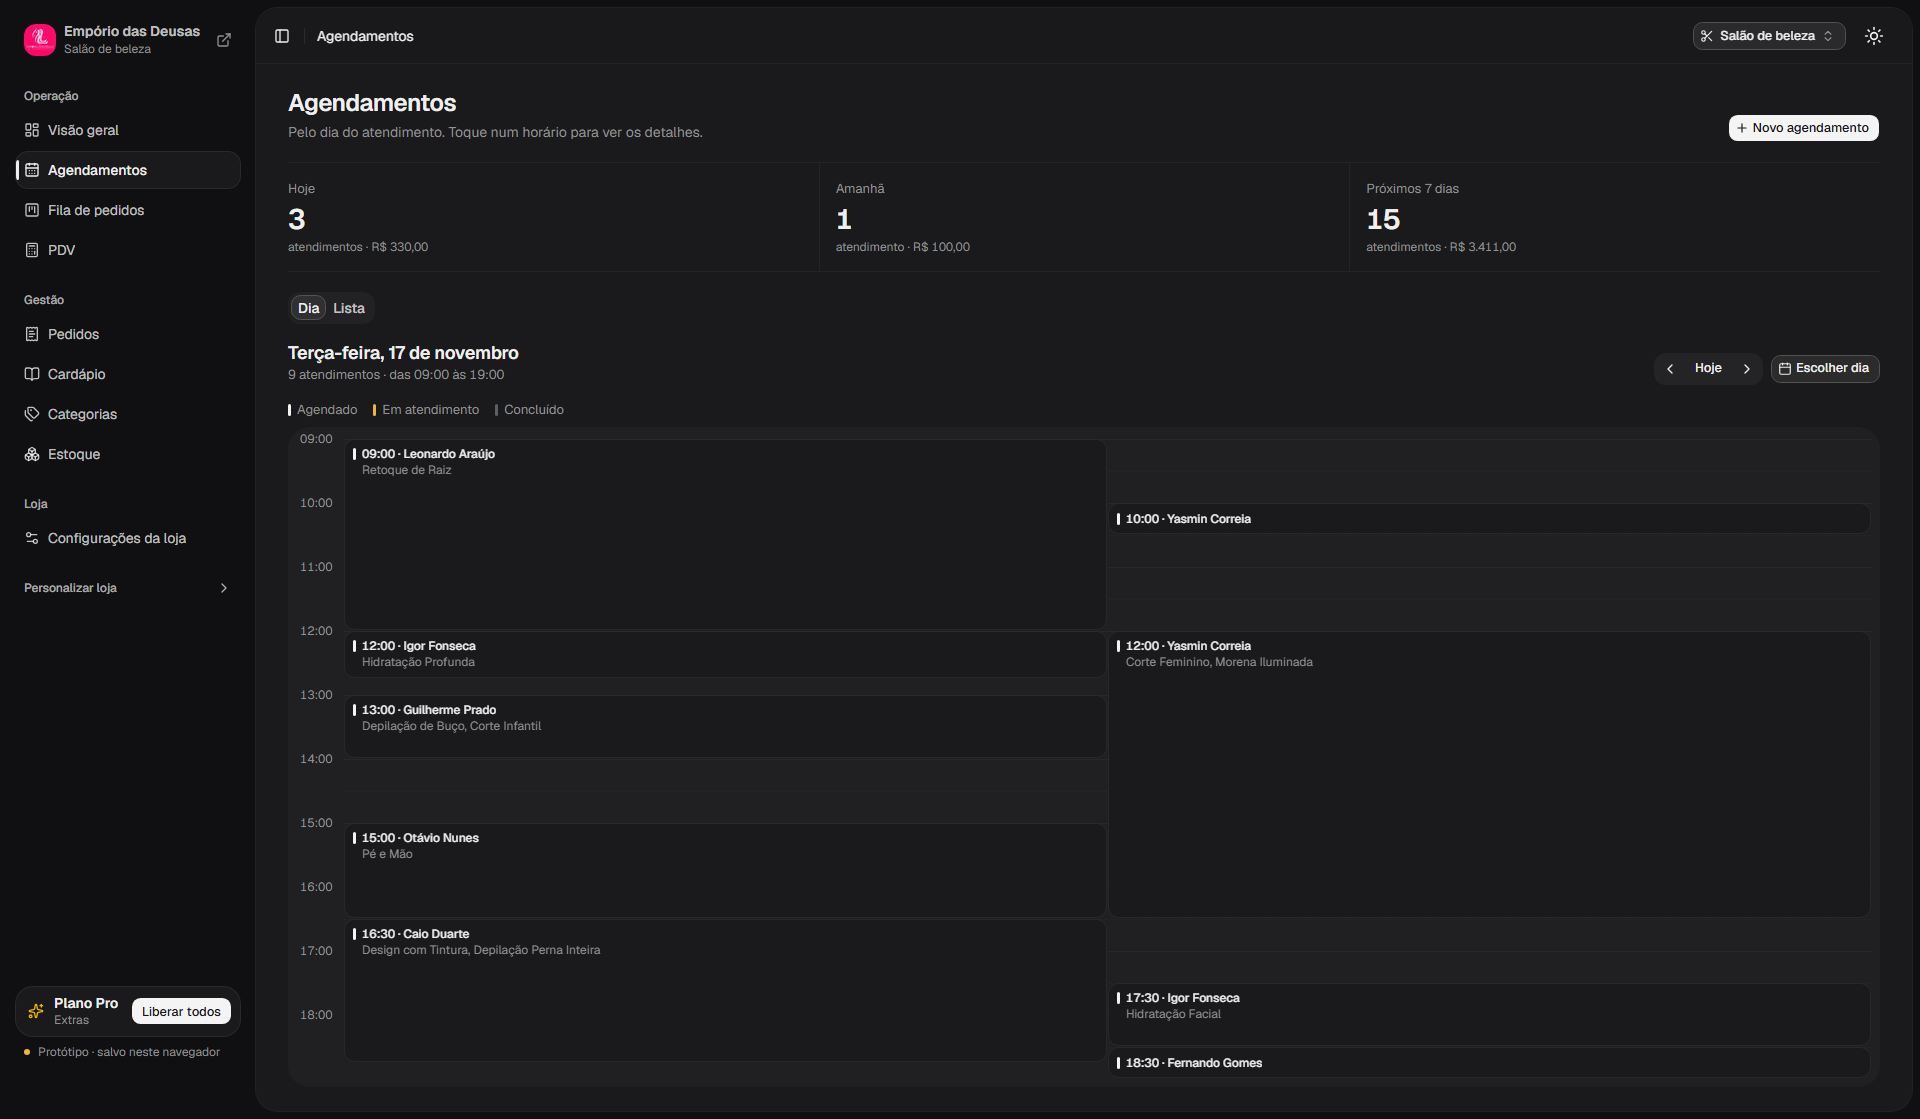 Empório das Deusas
Salão de beleza
Operação
Visão geral
Agendamentos
Fila de pedidos
PDV
Gestão
Pedidos
Cardápio
Categorias
Estoque
Loja
Configurações da loja
Personalizar loja
Plano Pro
Extras
Liberar todos
Protótipo · salvo neste navegador
Agendamentos
Salão de beleza
Agendamentos
Pelo dia do atendimento. Toque num horário para ver os detalhes.
+ Novo agendamento
Hoje
3
atendimentos · R$ 330,00
Amanhã
1
atendimento · R$ 100,00
Próximos 7 dias
15
atendimentos · R$ 3.411,00
Dia
Lista
Terça-feira, 17 de novembro
9 atendimentos · das 09:00 às 19:00
Hoje
Escolher dia
Agendado
Em atendimento
Concluído
09:00
09:00 · Leonardo Araújo
Retoque de Raiz
10:00
10:00 · Yasmin Correia
11:00
12:00
12:00 · Igor Fonseca
Hidratação Profunda
12:00 · Yasmin Correia
Corte Feminino, Morena Iluminada
13:00
13:00 · Guilherme Prado
Depilação de Buço, Corte Infantil
14:00
15:00
15:00 · Otávio Nunes
Pé e Mão
16:00
16:30 · Caio Duarte
Design com Tintura, Depilação Perna Inteira
17:00
17:30 · Igor Fonseca
Hidratação Facial
18:00
18:30 · Fernando Gomes